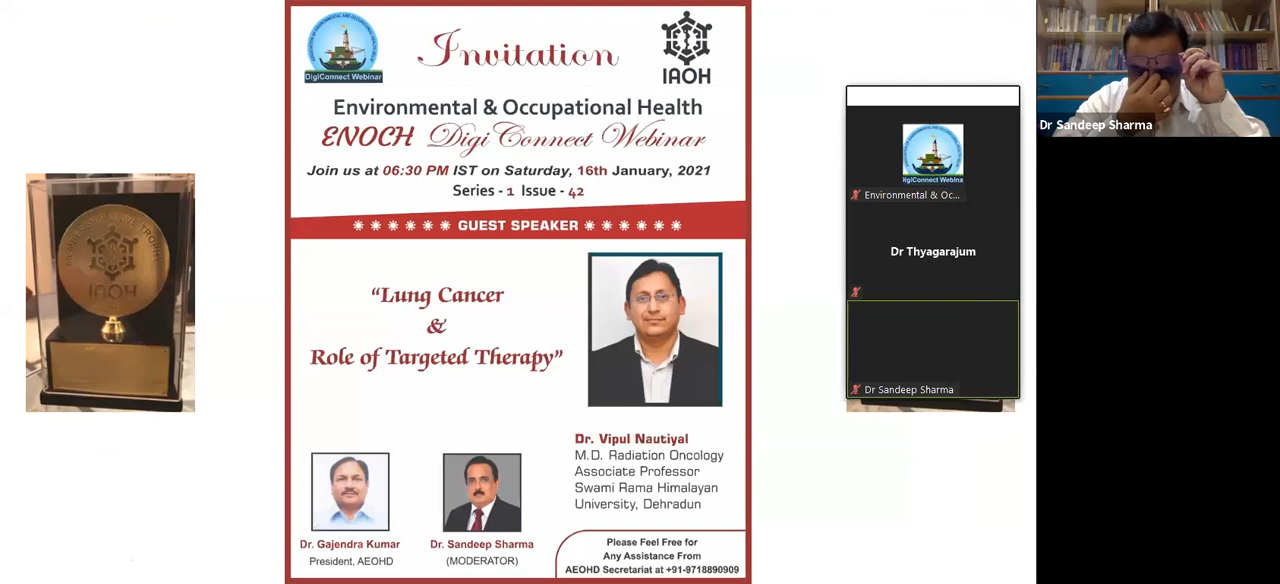 Invitation
DigiConnect Webinar
IAOH
Environmental & Occupational Health
ENOCH Digi Connect Webinar
Join us at 06:30 PM IST on Saturday, 16th January, 2021
Series - 1 Issue - 42
GUEST SPEAKER
“Lung Cancer
&
Role of Targeted Therapy”
Dr. Vipul Nautiyal
M.D. Radiation Oncology
Associate Professor
Swami Rama Himalayan
University, Dehradun
Dr. Gajendra Kumar
President, AEOHD
Dr. Sandeep Sharma
(MODERATOR)
Please Feel Free for
Any Assistance From
AEOHD Secretariat at +91-9718890909
IAOH
Environmental & Oc...
Dr Thyagarajum
Dr Sandeep Sharma
Dr Sandeep Sharma